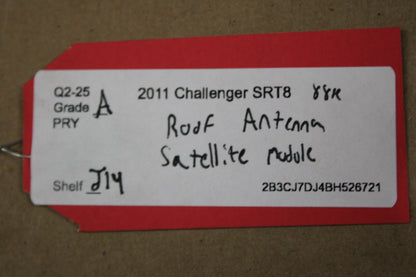 Q2-25 2011 Challenger SRT8 88K
Grade A
PRY Roof Antenna
Satellite Module
Shelf J14 2B3CJ7DJ4BH526721